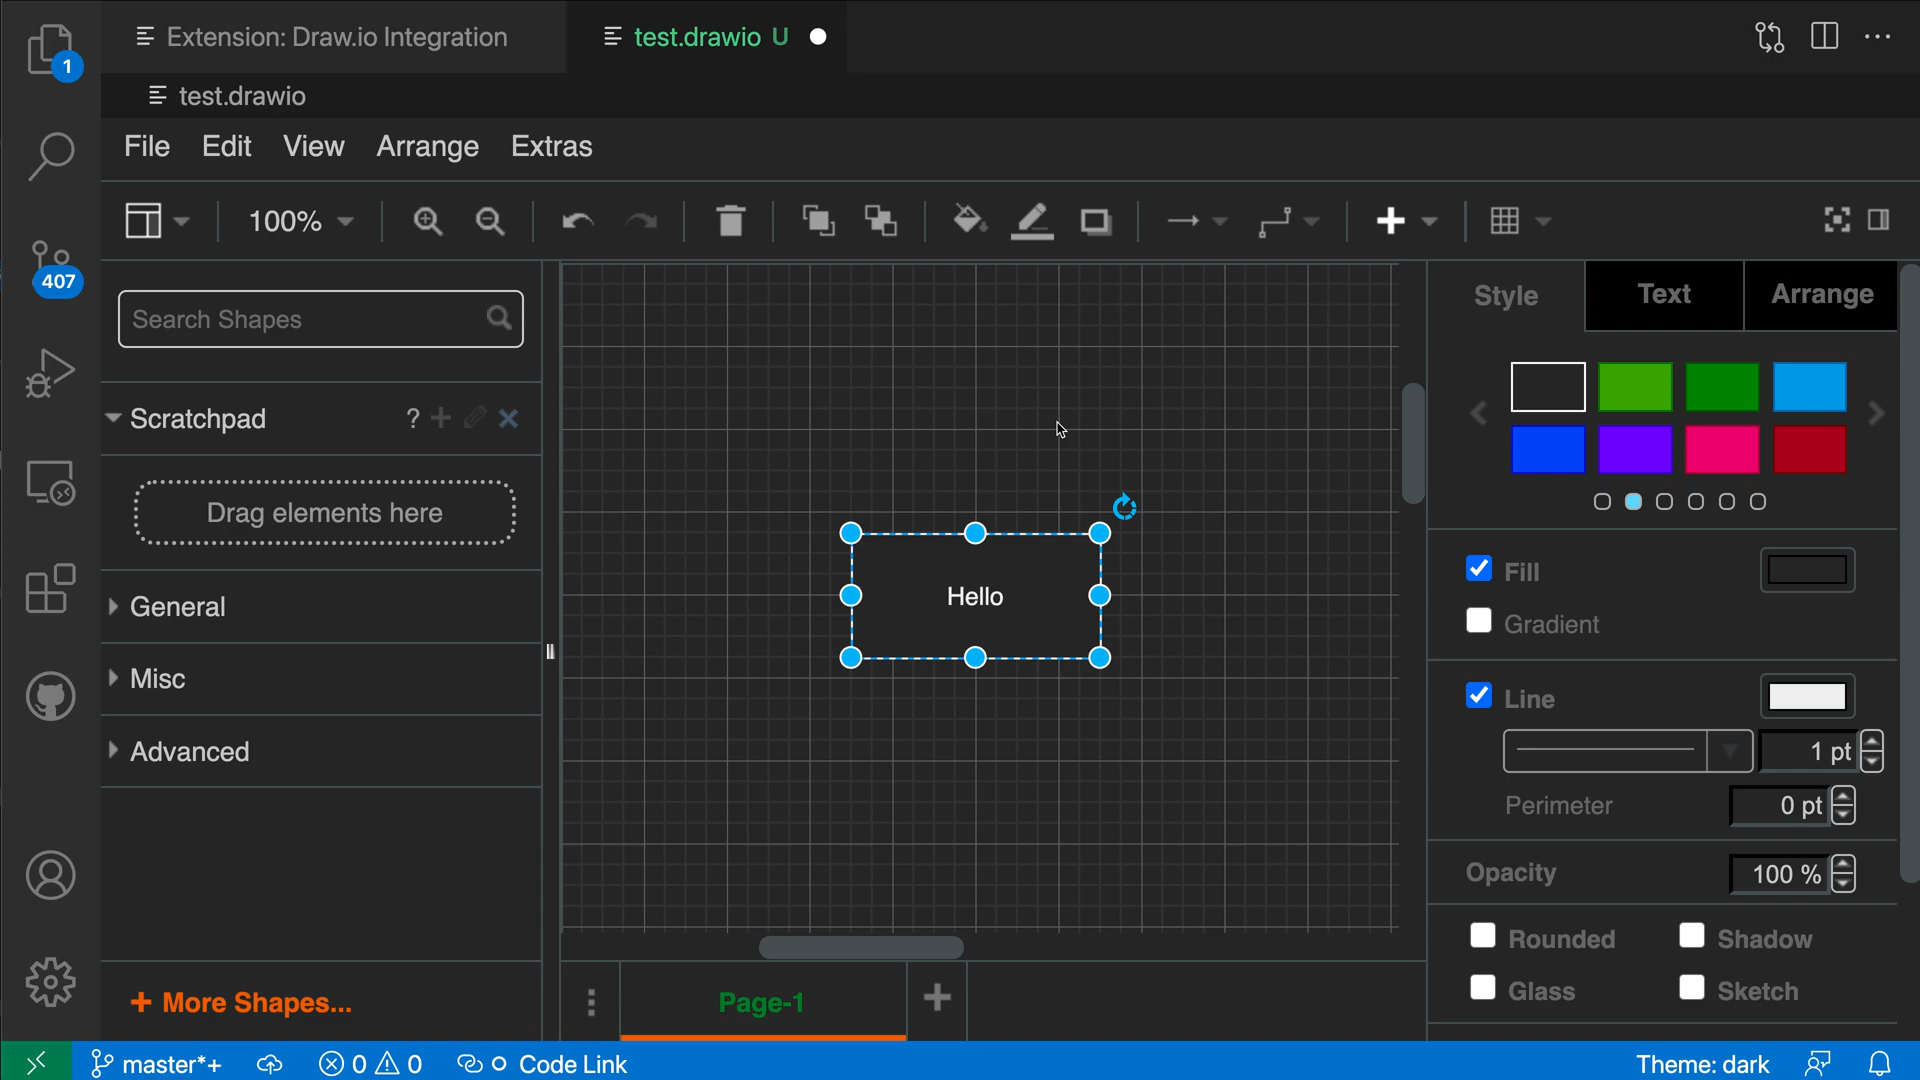 Extension: Draw.io Integration
test.drawio U
1
test.drawio
File Edit View Arrange Extras
100%
407
Search Shapes
Style Text Arrange
Scratchpad ?
Drag elements here
General
Misc
Advanced
More Shapes...
Hello
Fill
Gradient
Line
1 pt
Perimeter 0 pt
Opacity 100 %
Rounded Shadow
Glass Sketch
Page-1
master*+ 0 0 Code Link Theme: dark